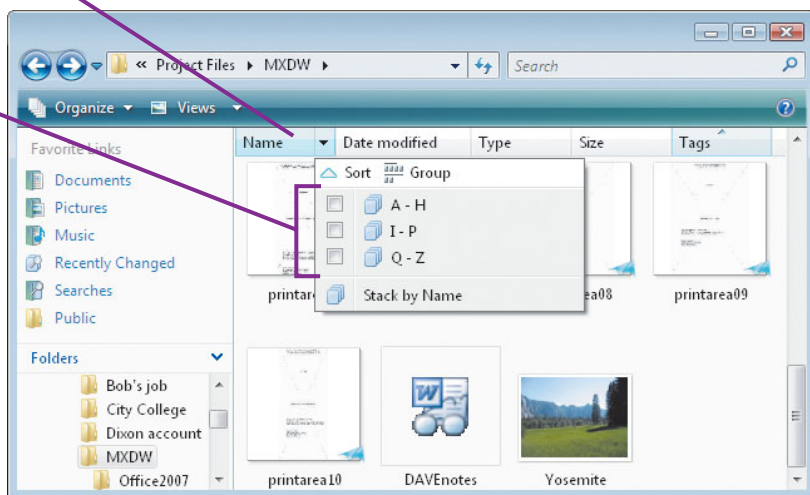 « Project Files ▸ MXDW ▸ Search
Organize Views
Favorite Links
Name Date modified Type Size Tags
Sort Group
Documents
Pictures
Music
Recently Changed
Searches
Public
A - H
I - P
Q - Z
Stack by Name
ea08
printarea09
Folders
Bob's job
City College
Dixon account
MXDW
Office2007
printarea10 DAVEnotes Yosemite